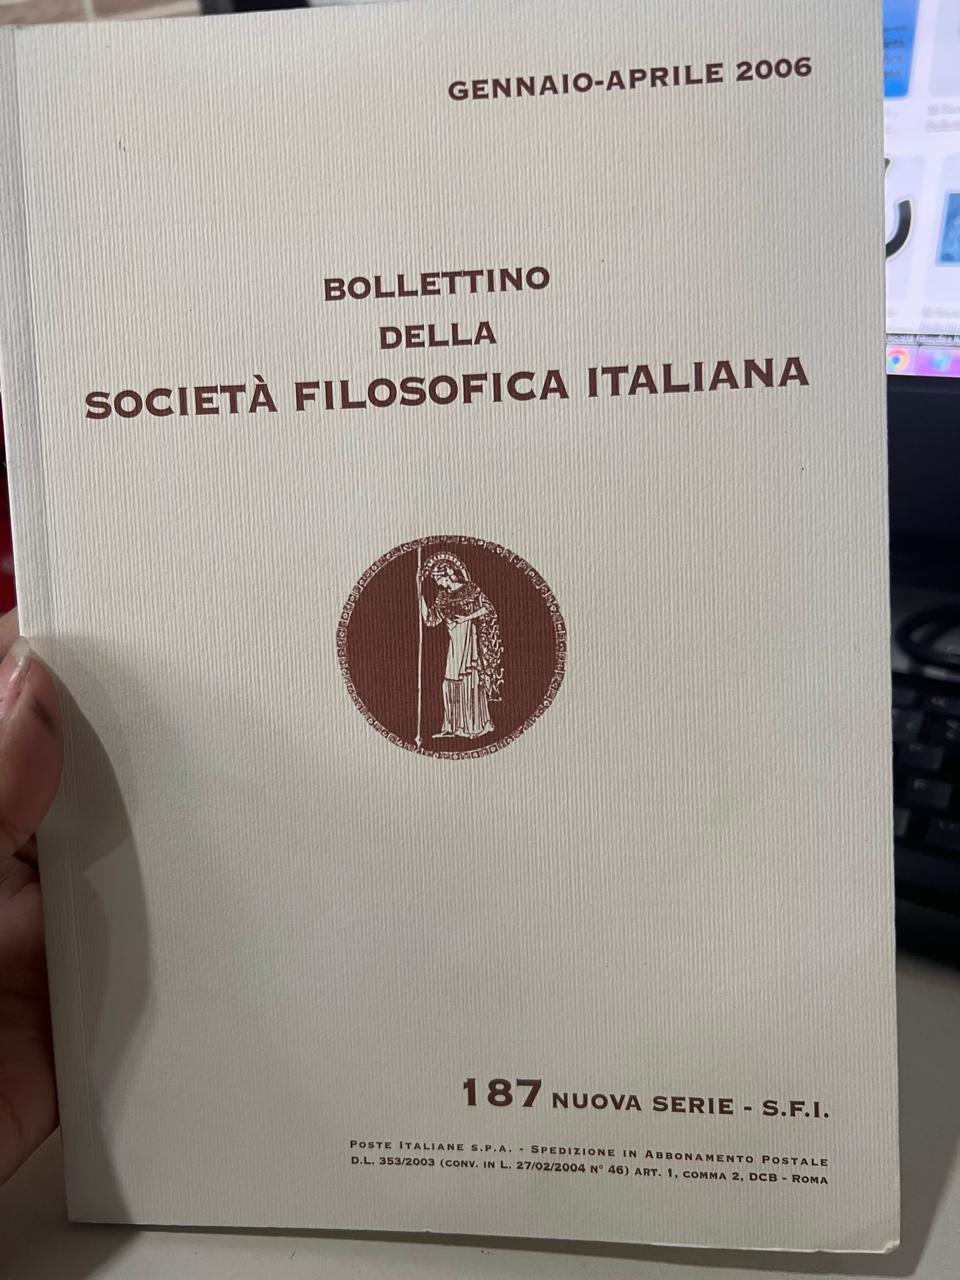 GENNAIO-APRILE 2006
BOLLETTINO
DELLA
SOCIETÀ FILOSOFICA ITALIANA
187 NUOVA SERIE - S.F.I.
POSTE ITALIANE S.P.A. - SPEDIZIONE IN ABBONAMENTO POSTALE
D.L. 353/2003 (CONV. IN L. 27/02/2004 N° 46) ART. 1, COMMA 2, DCB - ROMA